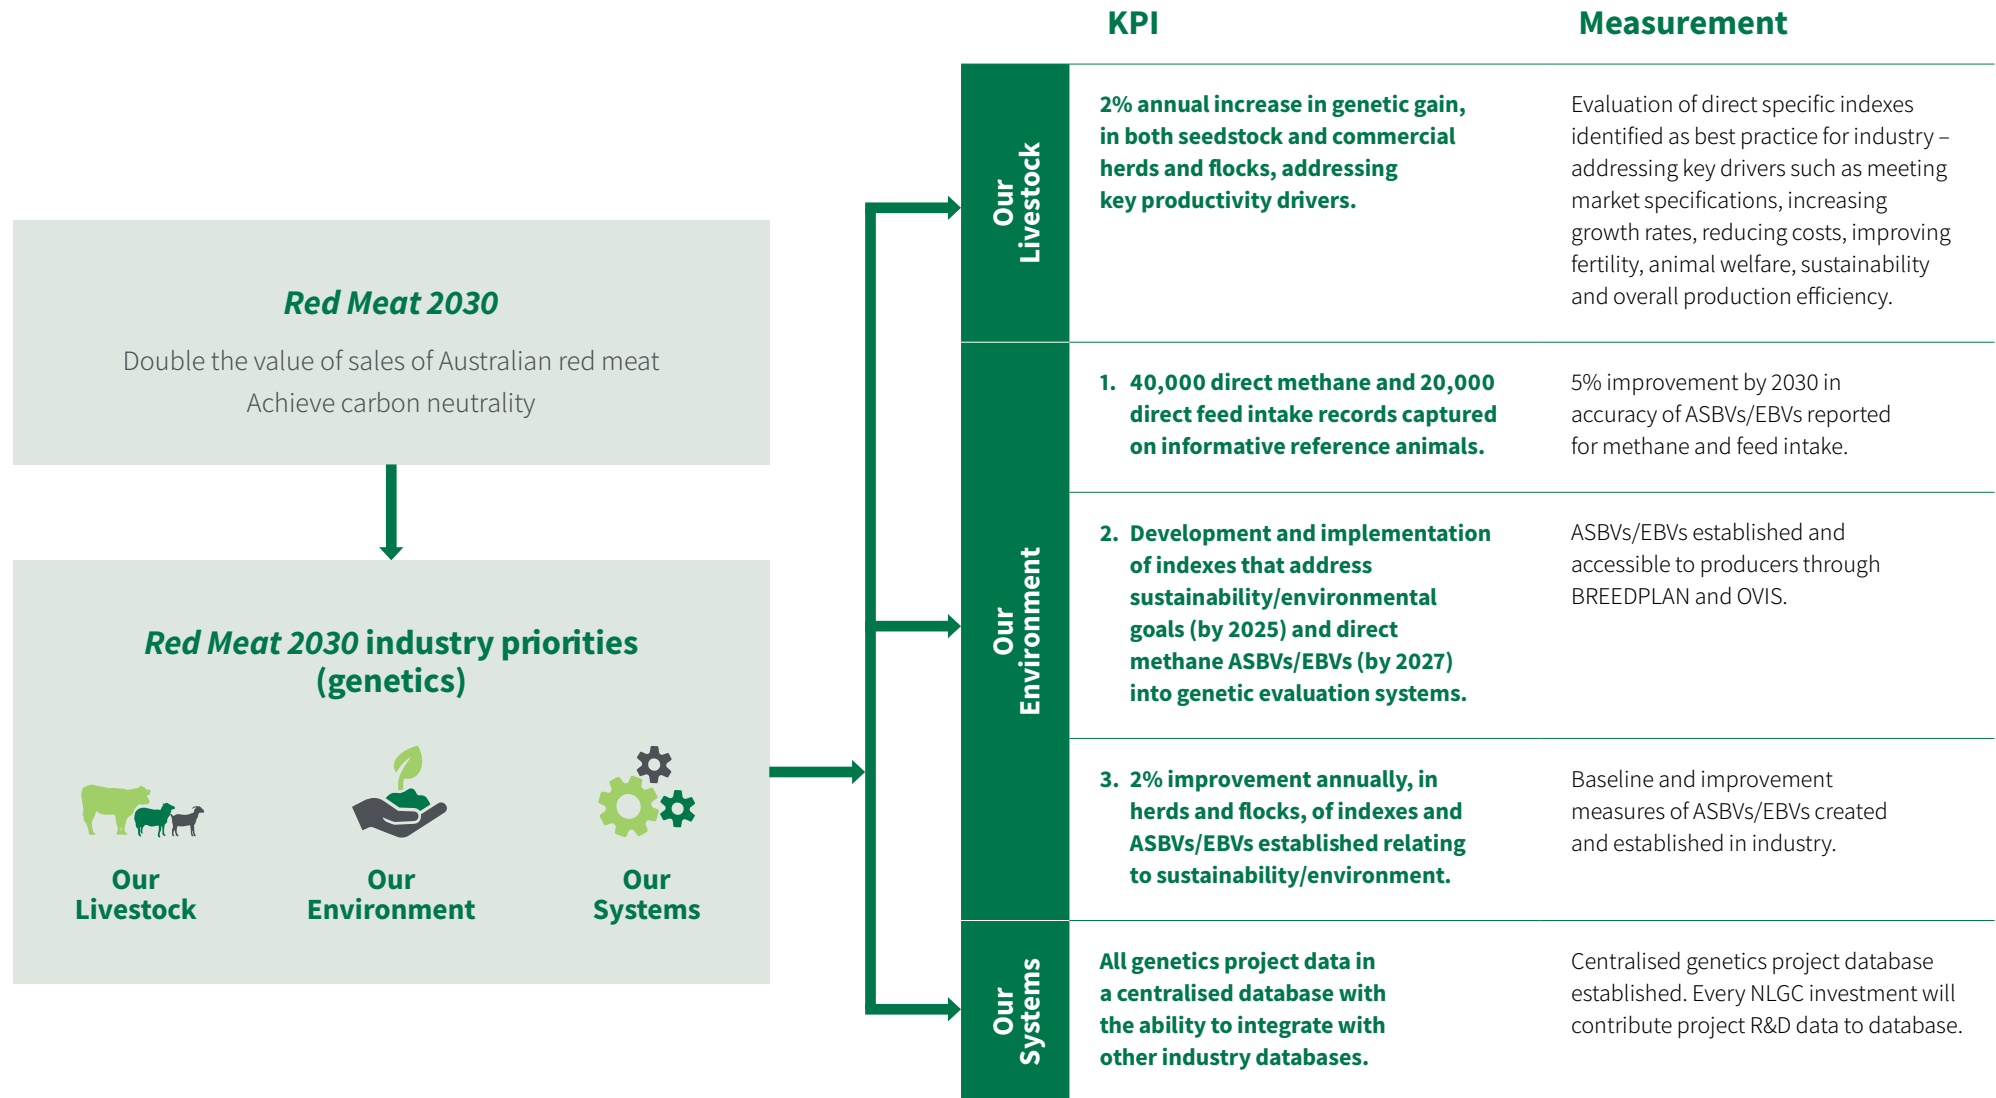 Red Meat 2030
Double the value of sales of Australian red meat
Achieve carbon neutrality
Red Meat 2030 industry priorities
(genetics)
Our
Livestock
Our
Environment
Our
Systems
KPI
Measurement
Our
Livestock
2% annual increase in genetic gain,
in both seedstock and commercial
herds and flocks, addressing
key productivity drivers.
Evaluation of direct specific indexes
identified as best practice for industry –
addressing key drivers such as meeting
market specifications, increasing
growth rates, reducing costs, improving
fertility, animal welfare, sustainability
and overall production efficiency.
Our
Environment
1. 40,000 direct methane and 20,000
direct feed intake records captured
on informative reference animals.
5% improvement by 2030 in
accuracy of ASBVs/EBVs reported
for methane and feed intake.
2. Development and implementation
of indexes that address
sustainability/environmental
goals (by 2025) and direct
methane ASBVs/EBVs (by 2027)
into genetic evaluation systems.
ASBVs/EBVs established and
accessible to producers through
BREEDPLAN and OVIS.
3. 2% improvement annually, in
herds and flocks, of indexes and
ASBVs/EBVs established relating
to sustainability/environment.
Baseline and improvement
measures of ASBVs/EBVs created
and established in industry.
Our
Systems
All genetics project data in
a centralised database with
the ability to integrate with
other industry databases.
Centralised genetics project database
established. Every NLGC investment will
contribute project R&D data to database.